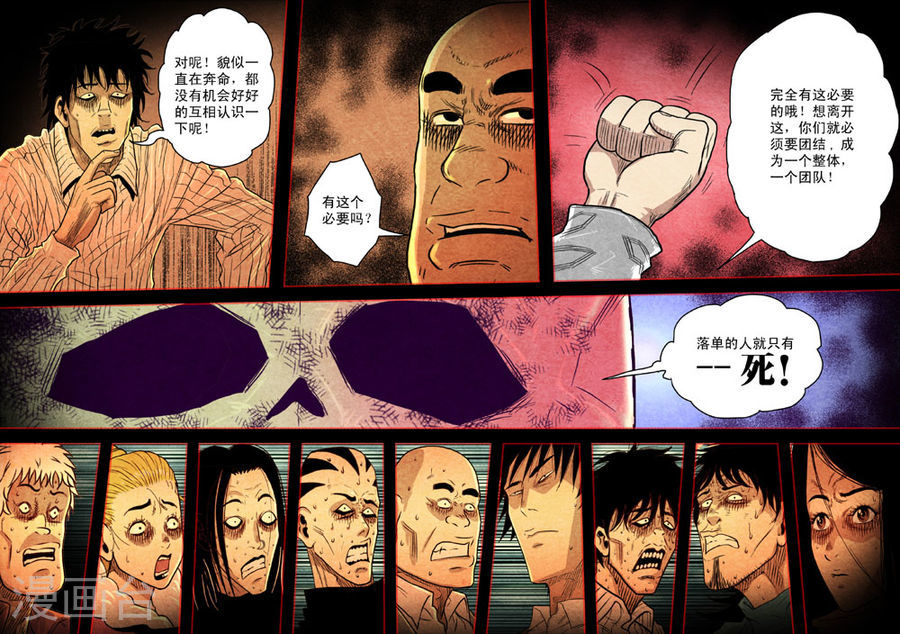 对呢！貌似一
直在奔命，都
没有机会好好
的互相认识一
下呢！
有这个
必要吗？
完全有这必要
的哦！想离开
这，你们就必
须要团结﹑成
为一个整体，
一个团队！
落单的人就只有
-- 死！
漫画台